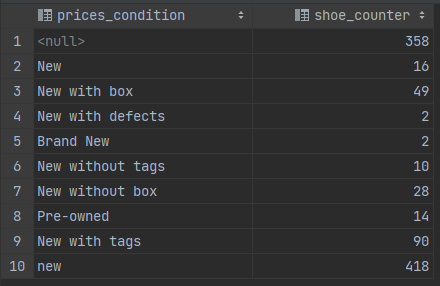 prices_condition shoe_counter
1 <null> 358
2 New 16
3 New with box 49
4 New with defects 2
5 Brand New 2
6 New without tags 10
7 New without box 28
8 Pre-owned 14
9 New with tags 90
10 new 418